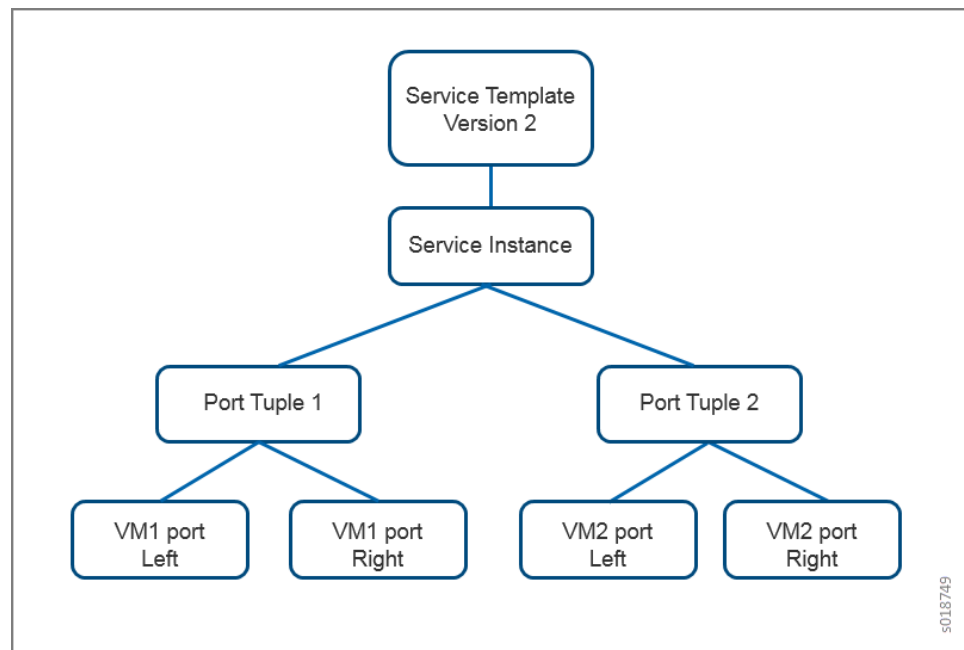 Service Template
Version 2
Service Instance
Port Tuple 1
Port Tuple 2
VM1 port
Left
VM1 port
Right
VM2 port
Left
VM2 port
Right
s018749